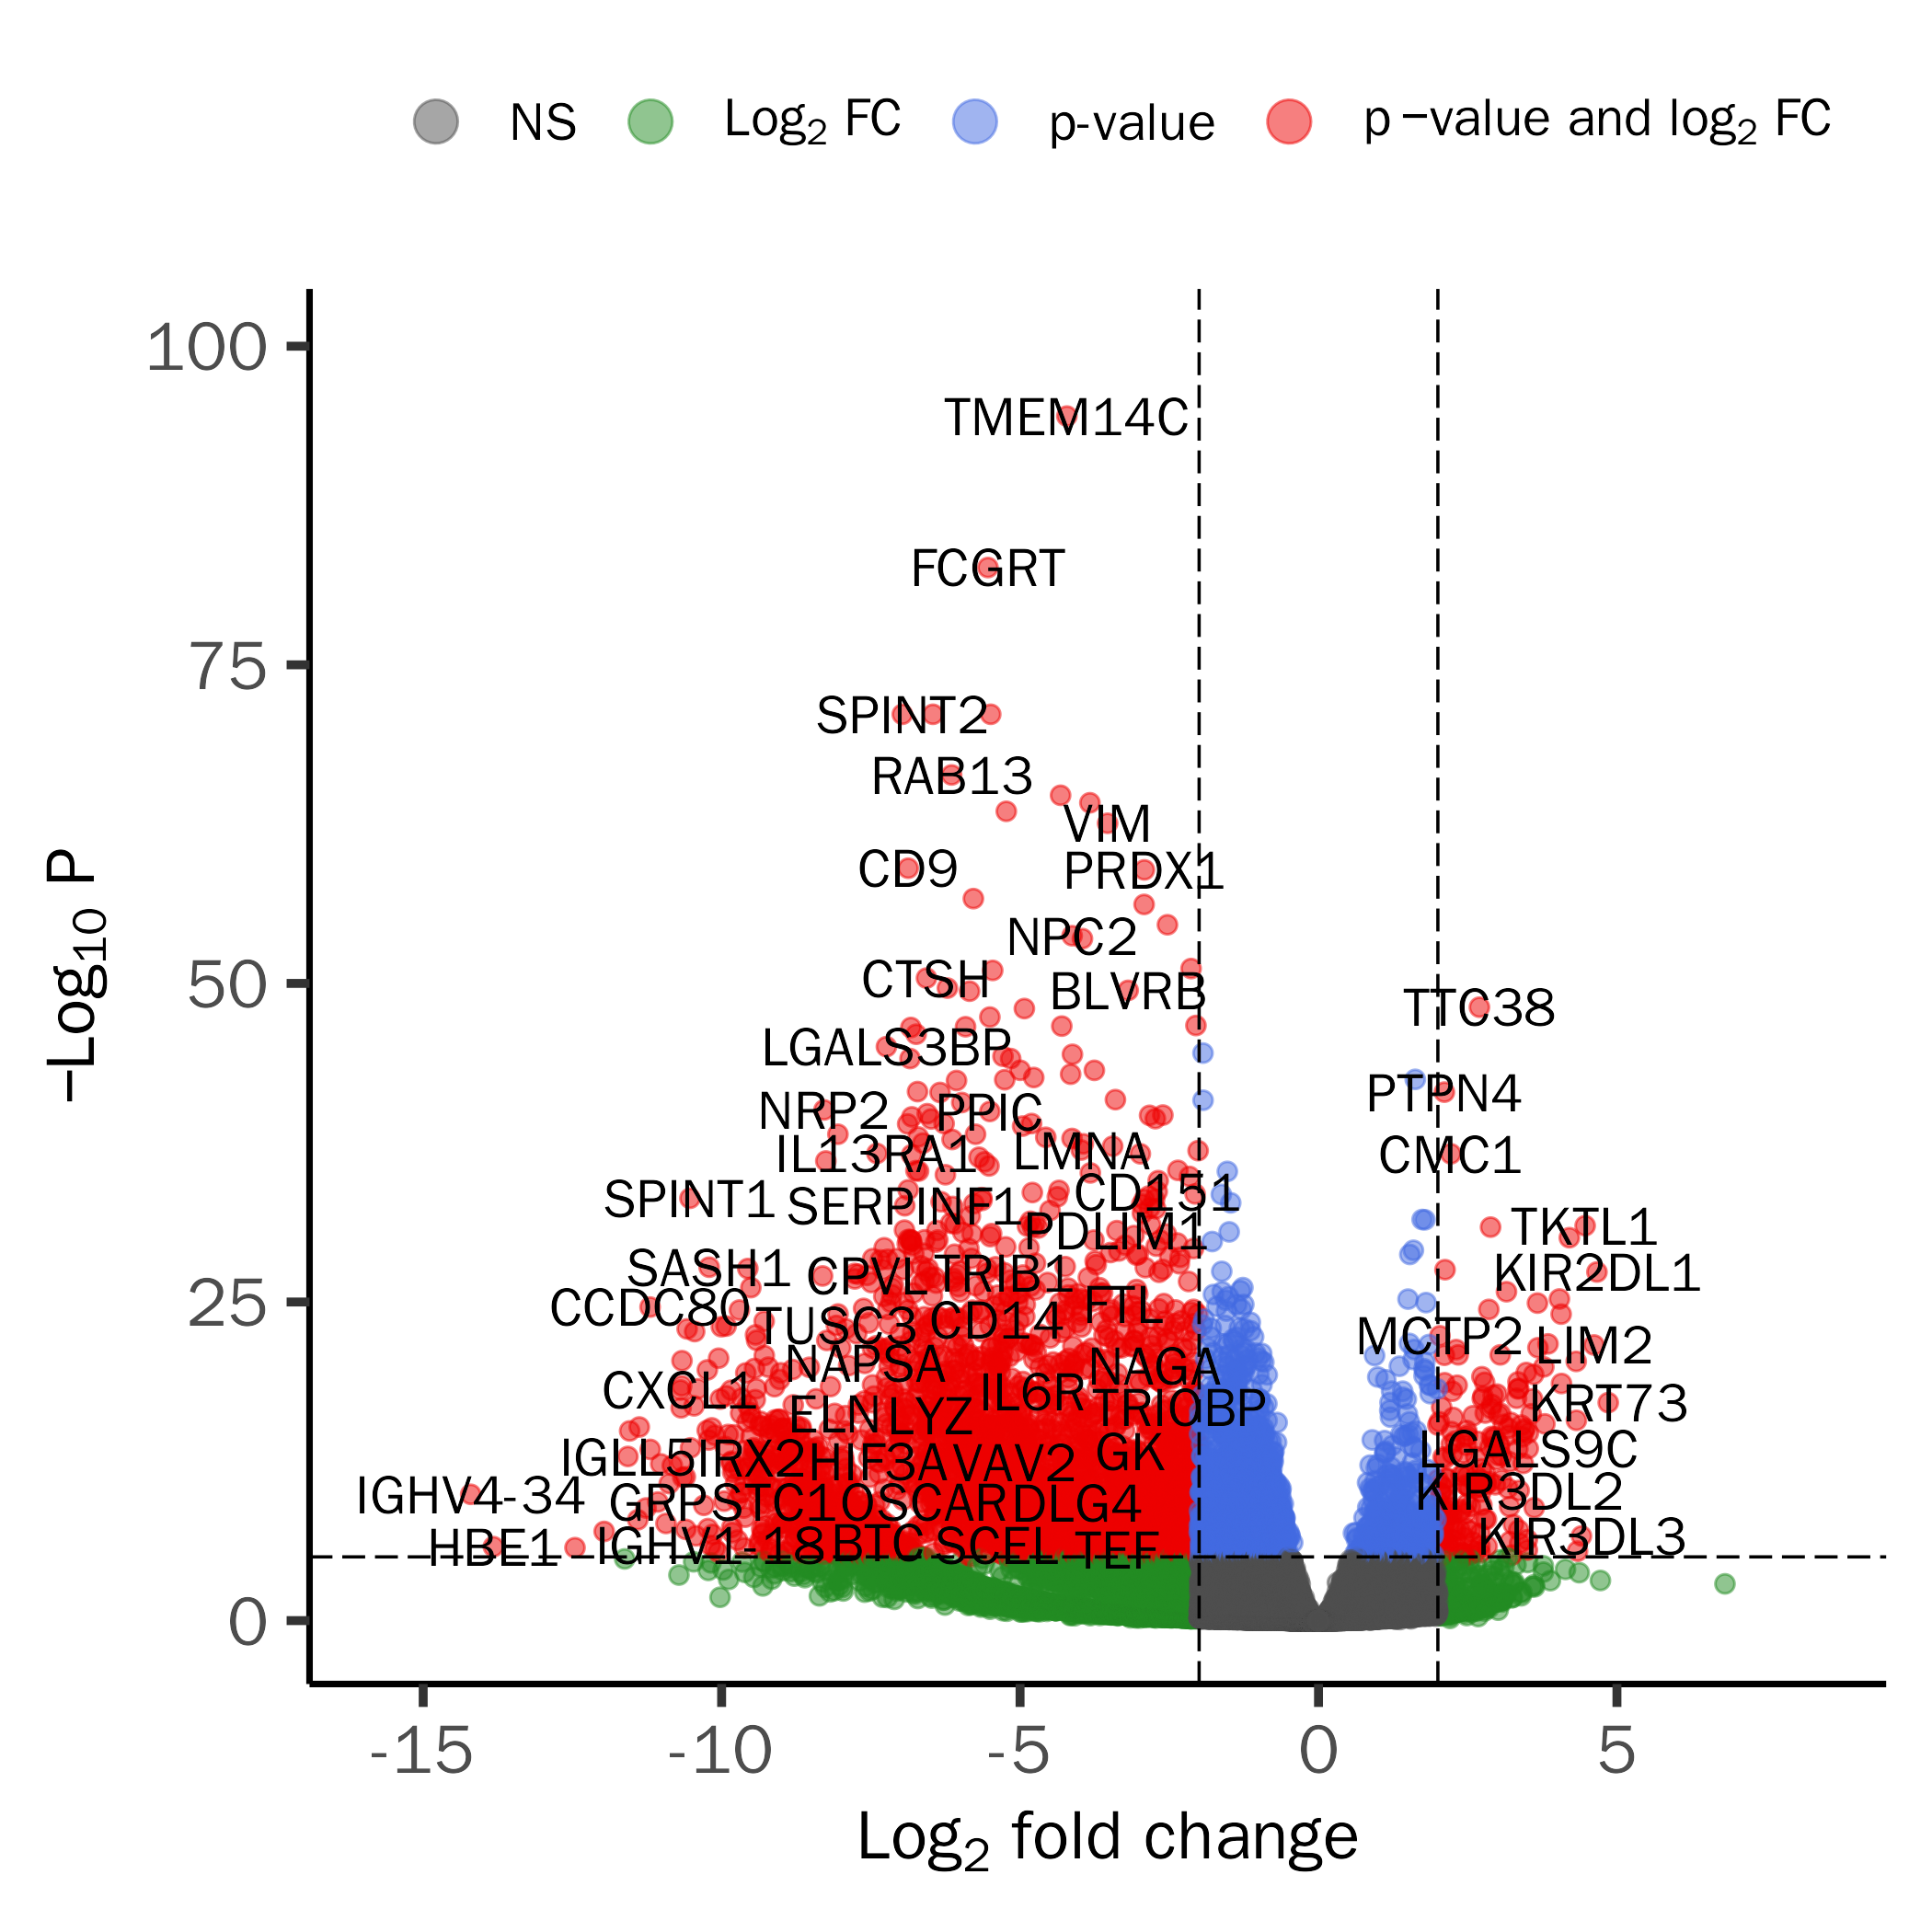 NS Log2 FC p-value p −value and log2 FC
100
TMEM14C
FCGRT
75
SPINT2
RAB13
VIM
CD9 PRDX1
NPC2
50
CTSH BLVRB TTC38
LGALS3BP
PTPN4
NRP2 PPIC
IL13RA1 LMNA CMC1
SPINT1 SERPINF1 CD151
PDLIM1 TKTL1
SASH1 CPVL TRIB1 KIR2DL1
25
CCDC80 TUSC3 CD14 FTL
NAPSA NAGA MCTP2 LIM2
CXCL1 IL6R
ELN LYZ TRIOBP KRT73
IGLL5 IRX2 HIF3A VAV2 GK LGALS9C
IGHV4-34 GRP STC1 OSCAR DLG4 KIR3DL2
HBE1 IGHV1-18 BTC SCEL TEF KIR3DL3
0
−Log10 P
-15 -10 -5 0 5
Log2 fold change